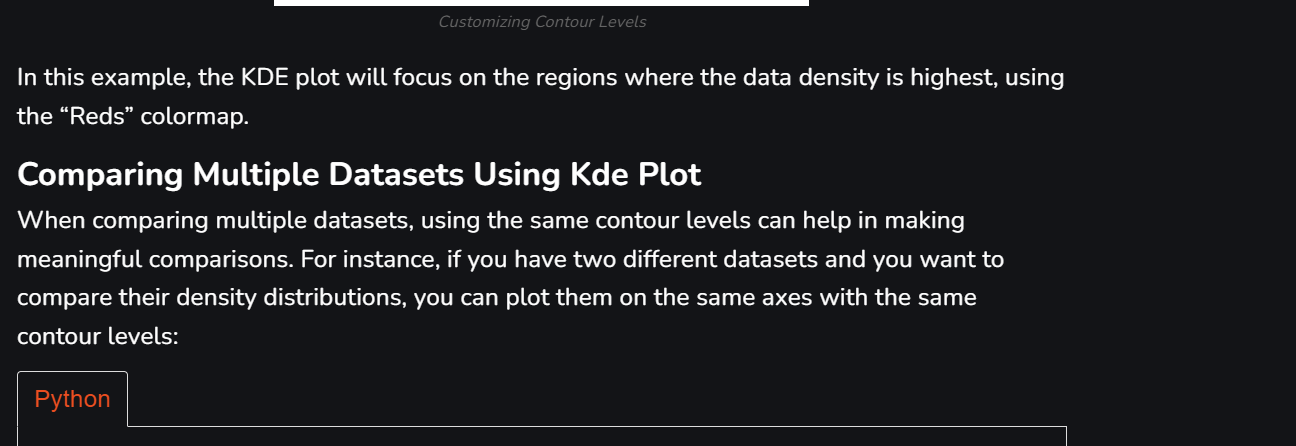 Customizing Contour Levels
In this example, the KDE plot will focus on the regions where the data density is highest, using
the “Reds” colormap.
Comparing Multiple Datasets Using Kde Plot
When comparing multiple datasets, using the same contour levels can help in making
meaningful comparisons. For instance, if you have two different datasets and you want to
compare their density distributions, you can plot them on the same axes with the same
contour levels:
Python